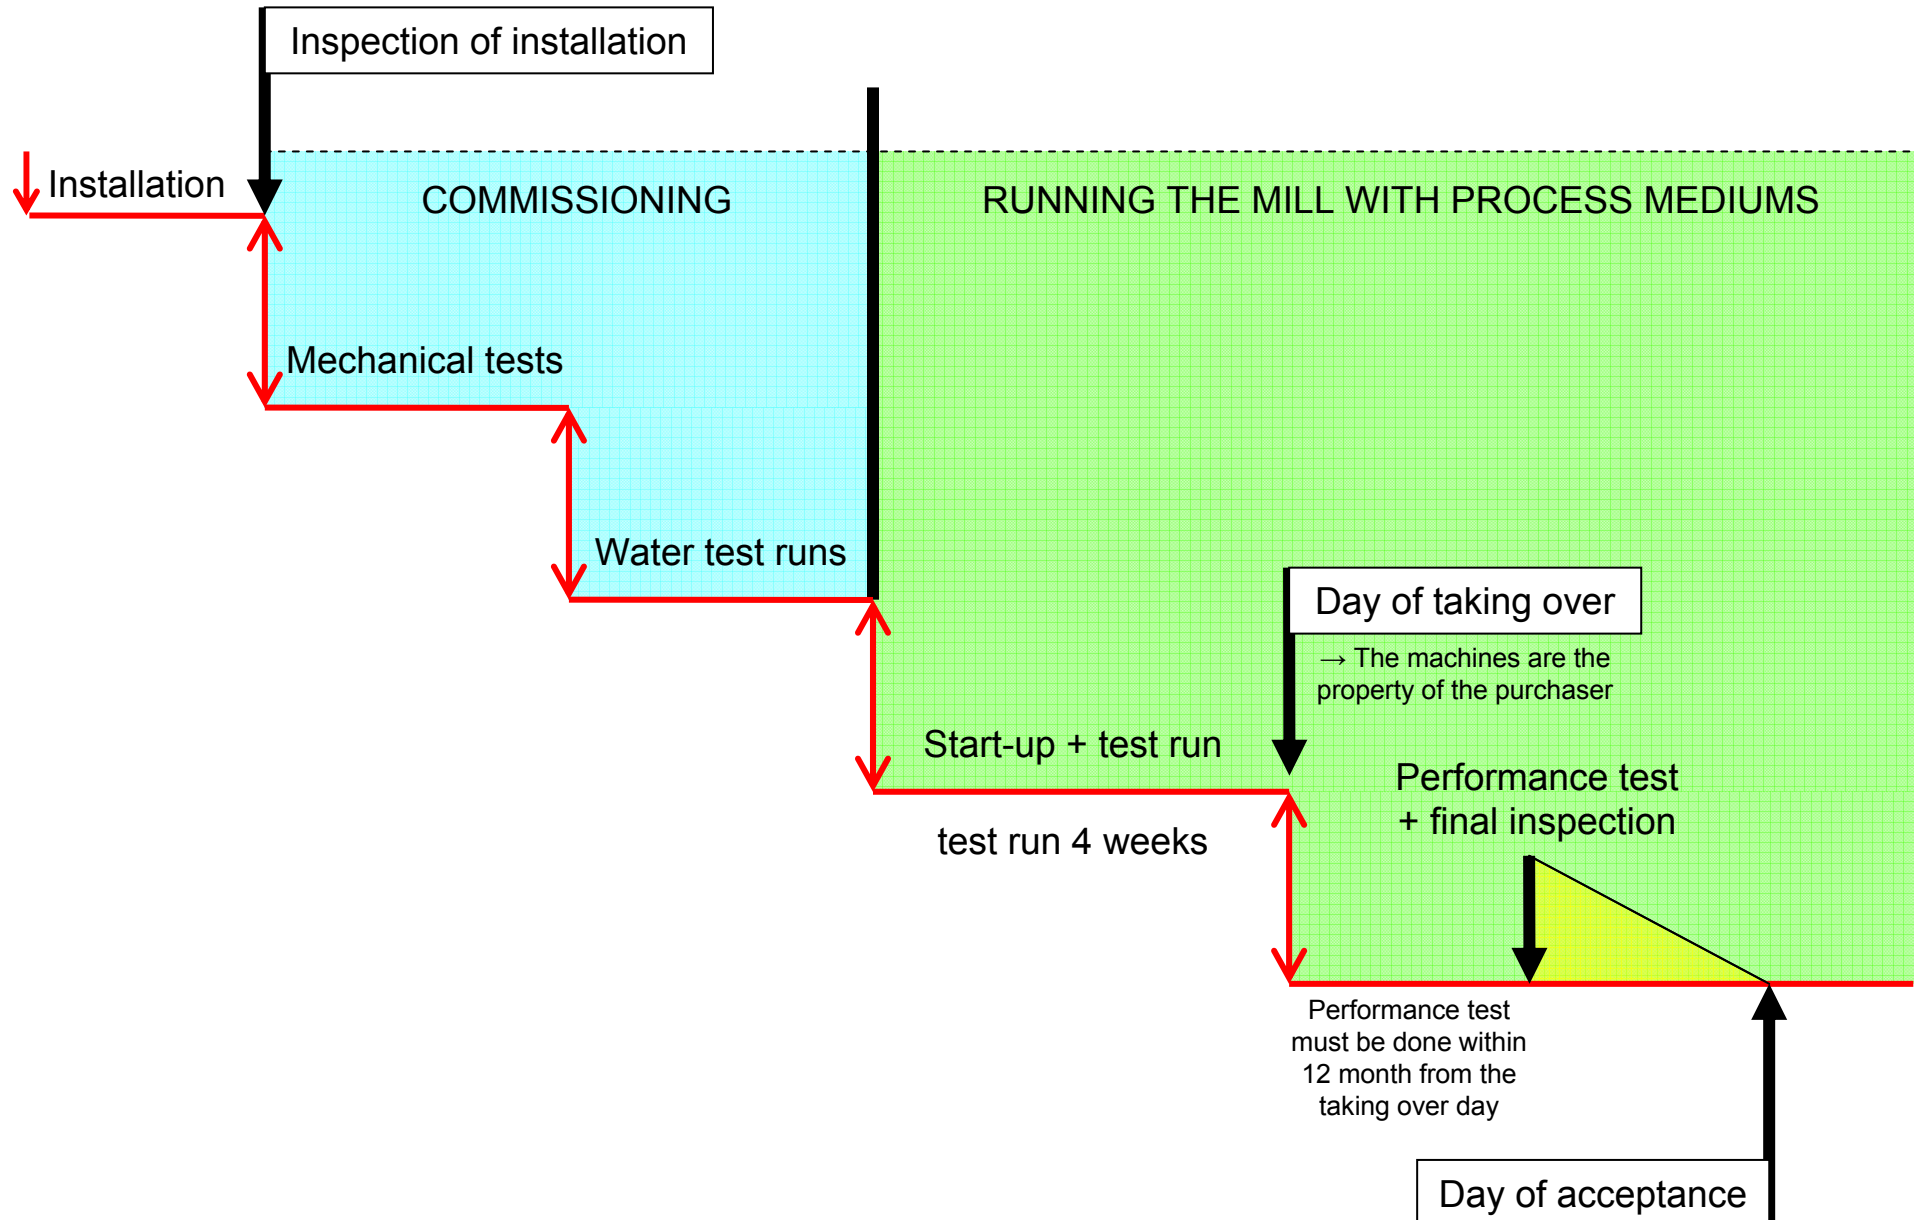 Inspection of installation
Installation
COMMISSIONING
RUNNING THE MILL WITH PROCESS MEDIUMS
Mechanical tests
Water test runs
Day of taking over
→ The machines are the
property of the purchaser
Start-up + test run
Performance test
+ final inspection
test run 4 weeks
Performance test
must be done within
12 month from the
taking over day
Day of acceptance